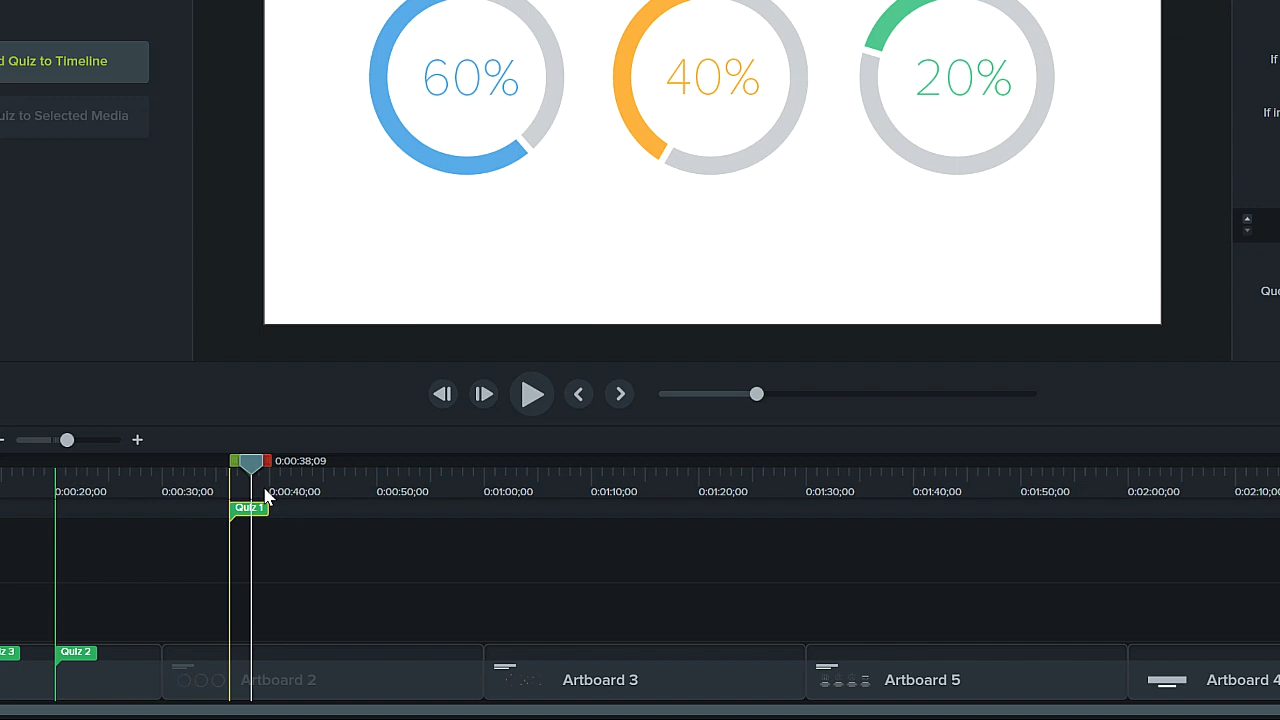 d Quiz to Timeline
uiz to Selected Media
60%
40%
20%
If
If i
Que
0:00:38;09
0:00:20;00
0:00:30;00
0:00:40;00
0:00:50;00
0:01:00;00
0:01:10;00
0:01:20;00
0:01:30;00
0:01:40;00
0:01:50;00
0:02:00;00
0:02:10;0
Quiz 1
iz 3
Quiz 2
Artboard 2
Artboard 3
Artboard 5
Artboard 4